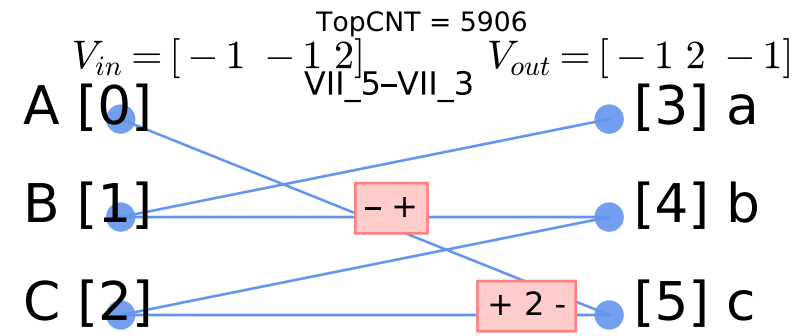 TopCNT = 5906
V_in = [ − 1 − 1 2] V_out = [ − 1 2 − 1]
VII_5–VII_3
A [0] [3] a
B [1] – + [4] b
C [2] + 2 - [5] c